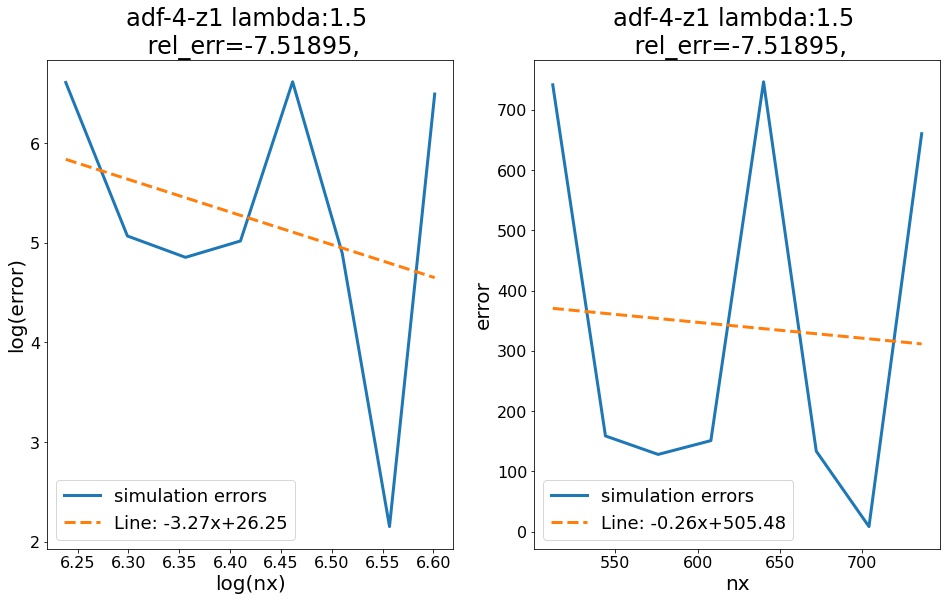 adf-4-z1 lambda:1.5
rel_err=-7.51895,
log(error)
6
5
4
3
2
simulation errors
Line: -3.27x+26.25
6.25 6.30 6.35 6.40 6.45 6.50 6.55 6.60
log(nx)
adf-4-z1 lambda:1.5
rel_err=-7.51895,
error
700
600
500
400
300
200
100
0
simulation errors
Line: -0.26x+505.48
550 600 650 700
nx